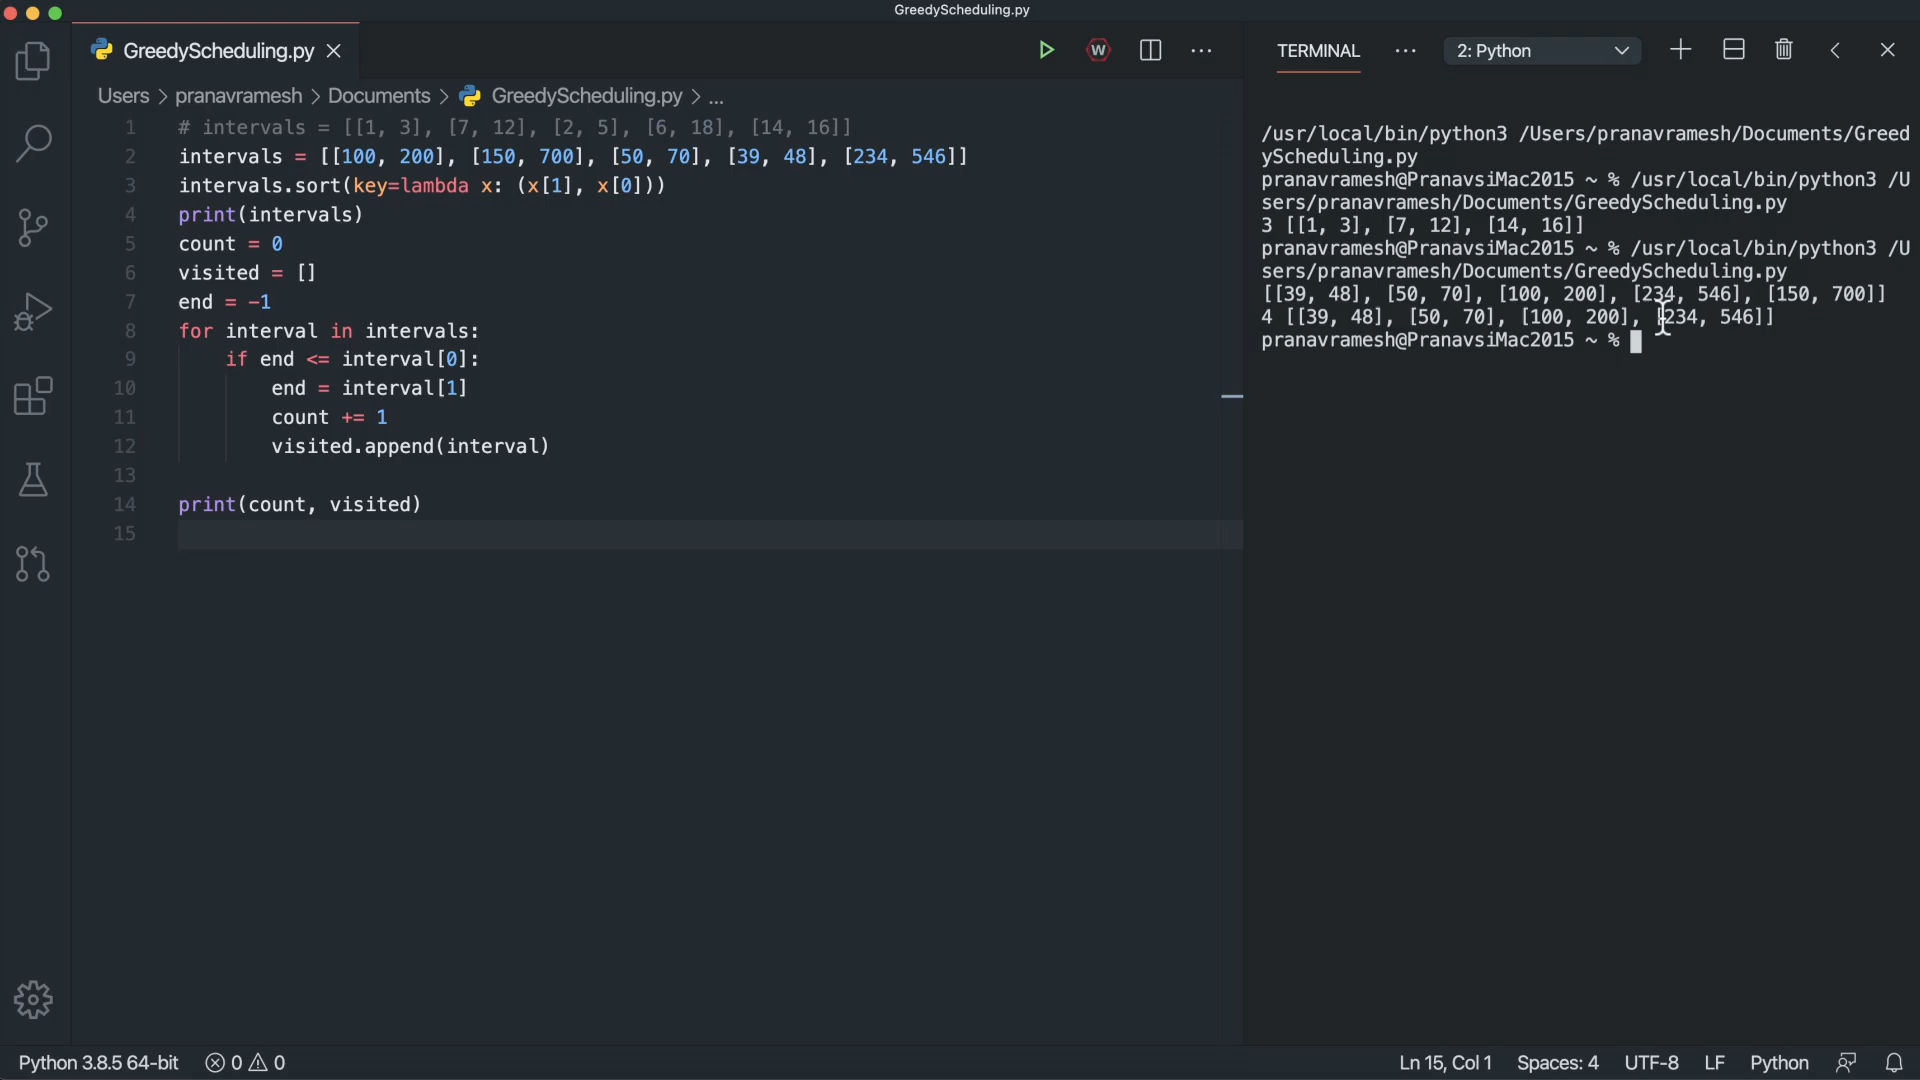 GreedyScheduling.py
GreedyScheduling.py
W
TERMINAL
2: Python
Users > pranavramesh > Documents > GreedyScheduling.py > ...
1 # intervals = [[1, 3], [7, 12], [2, 5], [6, 18], [14, 16]]
2 intervals = [[100, 200], [150, 700], [50, 70], [39, 48], [234, 546]]
3 intervals.sort(key=lambda x: (x[1], x[0]))
4 print(intervals)
5 count = 0
6 visited = []
7 end = -1
8 for interval in intervals:
9     if end <= interval[0]:
10         end = interval[1]
11         count += 1
12         visited.append(interval)
13
14 print(count, visited)
15
/usr/local/bin/python3 /Users/pranavramesh/Documents/Greed
yScheduling.py
pranavramesh@PranavsiMac2015 ~ % /usr/local/bin/python3 /U
sers/pranavramesh/Documents/GreedyScheduling.py
3 [[1, 3], [7, 12], [14, 16]]
pranavramesh@PranavsiMac2015 ~ % /usr/local/bin/python3 /U
sers/pranavramesh/Documents/GreedyScheduling.py
[[39, 48], [50, 70], [100, 200], [234, 546], [150, 700]]
4 [[39, 48], [50, 70], [100, 200], [234, 546]]
pranavramesh@PranavsiMac2015 ~ %
Python 3.8.5 64-bit 0 0 Ln 15, Col 1 Spaces: 4 UTF-8 LF Python